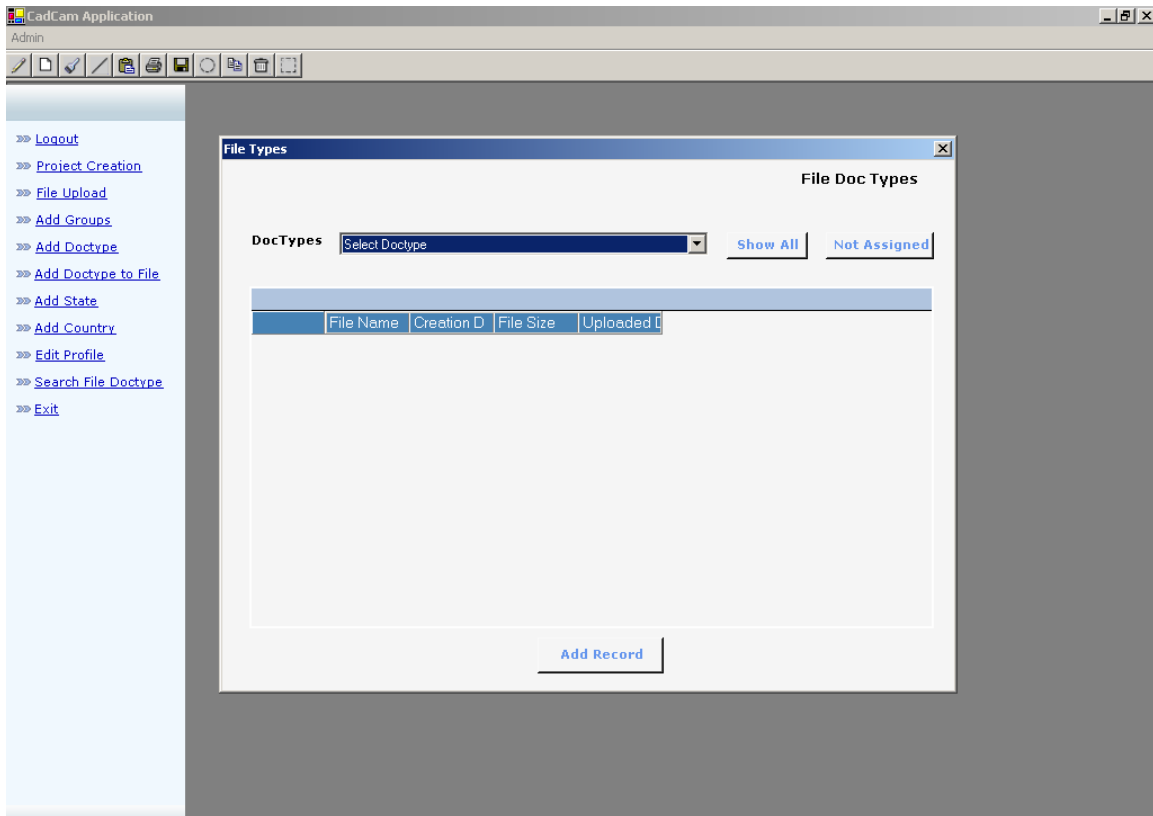 CadCam Application
Admin
Logout
Project Creation
File Upload
Add Groups
Add Doctype
Add Doctype to File
Add State
Add Country
Edit Profile
Search File Doctype
Exit
File Types
File Doc Types
DocTypes Select Doctype Show All Not Assigned
File Name Creation D File Size Uploaded D
Add Record